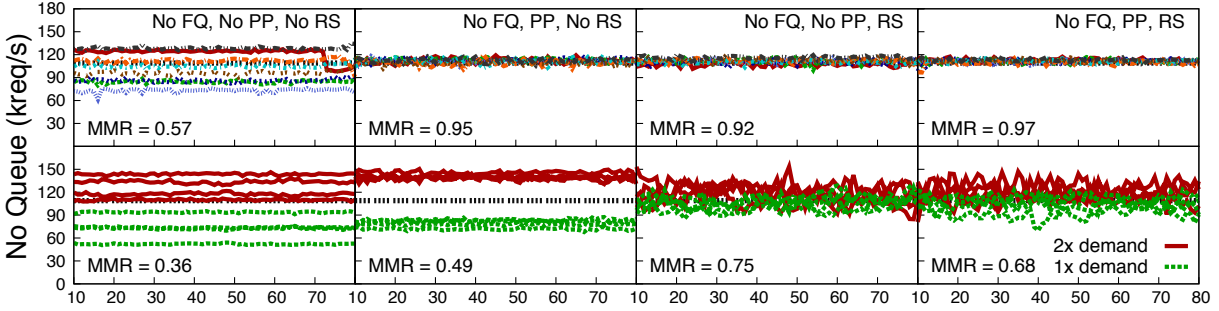 No Queue (kreq/s)
180
150
120
90
60
30
No FQ, No PP, No RS
No FQ, PP, No RS
No FQ, No PP, RS
No FQ, PP, RS
MMR = 0.57
MMR = 0.95
MMR = 0.92
MMR = 0.97
150
120
90
60
30
0
MMR = 0.36
MMR = 0.49
MMR = 0.75
MMR = 0.68
2x demand
1x demand
10 20 30 40 50 60 70 10 20 30 40 50 60 70 10 20 30 40 50 60 70 10 20 30 40 50 60 70 80